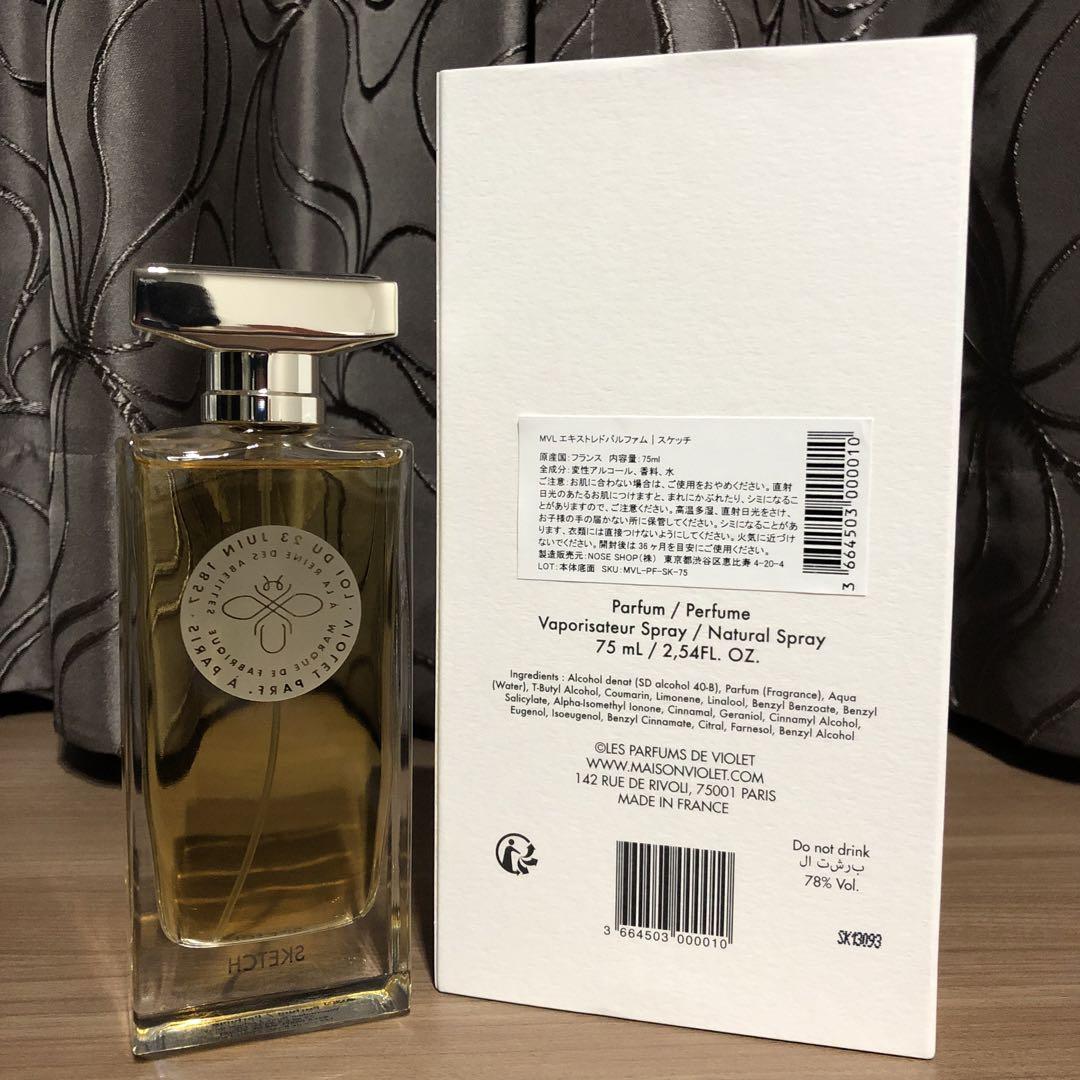 LOI DU 23 JUIN 1857 · VIOLET PARF. À PARIS ·
À LA REINE DES ABEILLES
MARQUE DE FABRIQUE
SKETCH
MVL エキストレドパルファム | スケッチ
原産国:フランス 内容量:75ml
全成分:変性アルコール、香料、水
ご注意:お肌に合わない場合は、ご使用をおやめください。直射
日光のあたるお肌につけますと、まれにかぶれたり、シミになるこ
とがありますので、ご注意ください。高温多湿、直射日光をさけ、
お子様の手の届かない所に保管してください。シミになることがあ
ります、衣類には直接つけないようにしてください。火気に近づけ
ないでください。開封後は36ヶ月を目安にご使用ください。
製造販売元:NOSE SHOP(株) 東京都渋谷区恵比寿 4-20-4
LOT:本体底面 SKU:MVL-PF-SK-75
3 664503 000010
Parfum / Perfume
Vaporisateur Spray / Natural Spray
75 mL / 2,54FL. OZ.
Ingredients : Alcohol denat (SD alcohol 40-B), Parfum (Fragrance), Aqua
(Water), T-Butyl Alcohol, Coumarin, Limonene, Linalool, Benzyl Benzoate, Benzyl
Salicylate, Alpha-Isomethyl Ionone, Cinnamal, Geraniol, Cinnamyl Alcohol,
Eugenol, Isoeugenol, Benzyl Cinnamate, Citral, Farnesol, Benzyl Alcohol
©LES PARFUMS DE VIOLET
WWW.MAISONVIOLET.COM
142 RUE DE RIVOLI, 75001 PARIS
MADE IN FRANCE
Do not drink
ب ر ش ت ال
78% Vol.
3 664503 000010
SK13093